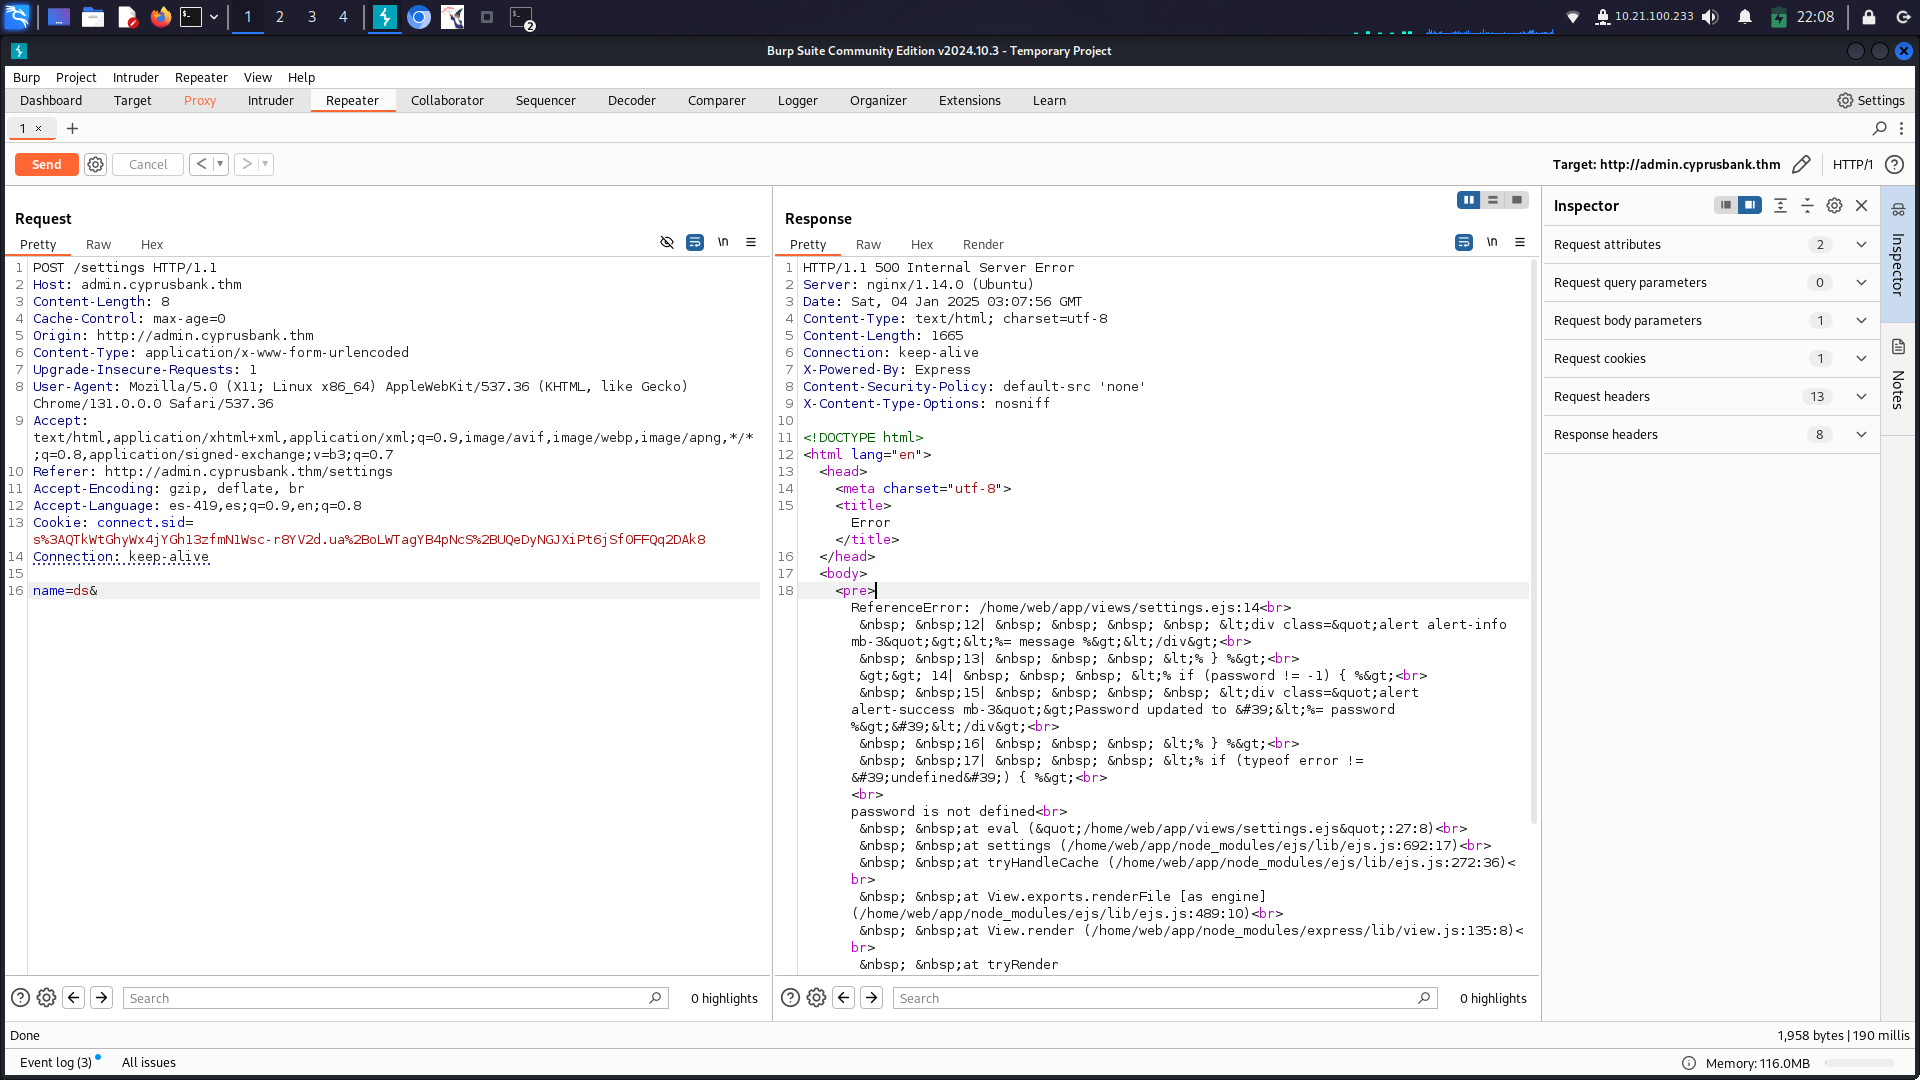 1 2 3 4 2 10.21.100.233 22:08
Burp Suite Community Edition v2024.10.3 - Temporary Project
Burp Project Intruder Repeater View Help
Dashboard Target Proxy Intruder Repeater Collaborator Sequencer Decoder Comparer Logger Organizer Extensions Learn Settings
1 × +
Send Cancel < > Target: http://admin.cyprusbank.thm HTTP/1
Request
Pretty Raw Hex \n
1 POST /settings HTTP/1.1
2 Host: admin.cyprusbank.thm
3 Content-Length: 8
4 Cache-Control: max-age=0
5 Origin: http://admin.cyprusbank.thm
6 Content-Type: application/x-www-form-urlencoded
7 Upgrade-Insecure-Requests: 1
8 User-Agent: Mozilla/5.0 (X11; Linux x86_64) AppleWebKit/537.36 (KHTML, like Gecko)
Chrome/131.0.0.0 Safari/537.36
9 Accept:
text/html,application/xhtml+xml,application/xml;q=0.9,image/avif,image/webp,image/apng,*/*
;q=0.8,application/signed-exchange;v=b3;q=0.7
10 Referer: http://admin.cyprusbank.thm/settings
11 Accept-Encoding: gzip, deflate, br
12 Accept-Language: es-419,es;q=0.9,en;q=0.8
13 Cookie: connect.sid=
s%3AQTkWtGhyWx4jYGh13zfmN1Wsc-r8YV2d.ua%2BoLWTagYB4pNcS%2BUQeDyNGJXiPt6jSfOFFQq2DAk8
14 Connection: keep-alive
15
16 name=ds&
Search 0 highlights
Response
Pretty Raw Hex Render \n
1 HTTP/1.1 500 Internal Server Error
2 Server: nginx/1.14.0 (Ubuntu)
3 Date: Sat, 04 Jan 2025 03:07:56 GMT
4 Content-Type: text/html; charset=utf-8
5 Content-Length: 1665
6 Connection: keep-alive
7 X-Powered-By: Express
8 Content-Security-Policy: default-src 'none'
9 X-Content-Type-Options: nosniff
10
11 <!DOCTYPE html>
12 <html lang="en">
13 <head>
14 <meta charset="utf-8">
15 <title>
Error
</title>
16 </head>
17 <body>
18 <pre>
ReferenceError: /home/web/app/views/settings.ejs:14<br>
&nbsp; &nbsp;12| &nbsp; &nbsp; &nbsp; &nbsp; &lt;div class=&quot;alert alert-info
mb-3&quot;&gt;&lt;%= message %&gt;&lt;/div&gt;<br>
&nbsp; &nbsp;13| &nbsp; &nbsp; &nbsp; &lt;% } %&gt;<br>
&gt;&gt; 14| &nbsp; &nbsp; &nbsp; &lt;% if (password != -1) { %&gt;<br>
&nbsp; &nbsp;15| &nbsp; &nbsp; &nbsp; &nbsp; &lt;div class=&quot;alert
alert-success mb-3&quot;&gt;Password updated to &#39;&lt;%= password
%&gt;&#39;&lt;/div&gt;<br>
&nbsp; &nbsp;16| &nbsp; &nbsp; &nbsp; &lt;% } %&gt;<br>
&nbsp; &nbsp;17| &nbsp; &nbsp; &nbsp; &lt;% if (typeof error !=
&#39;undefined&#39;) { %&gt;<br>
<br>
password is not defined<br>
&nbsp; &nbsp;at eval (&quot;/home/web/app/views/settings.ejs&quot;:27:8)<br>
&nbsp; &nbsp;at settings (/home/web/app/node_modules/ejs/lib/ejs.js:692:17)<br>
&nbsp; &nbsp;at tryHandleCache (/home/web/app/node_modules/ejs/lib/ejs.js:272:36)<
br>
&nbsp; &nbsp;at View.exports.renderFile [as engine]
(/home/web/app/node_modules/ejs/lib/ejs.js:489:10)<br>
&nbsp; &nbsp;at View.render (/home/web/app/node_modules/express/lib/view.js:135:8)<
br>
&nbsp; &nbsp;at tryRender
Search 0 highlights
Inspector
Request attributes 2
Request query parameters 0
Request body parameters 1
Request cookies 1
Request headers 13
Response headers 8
Inspector
Notes
Done 1,958 bytes | 190 millis
Event log (3) All issues Memory: 116.0MB